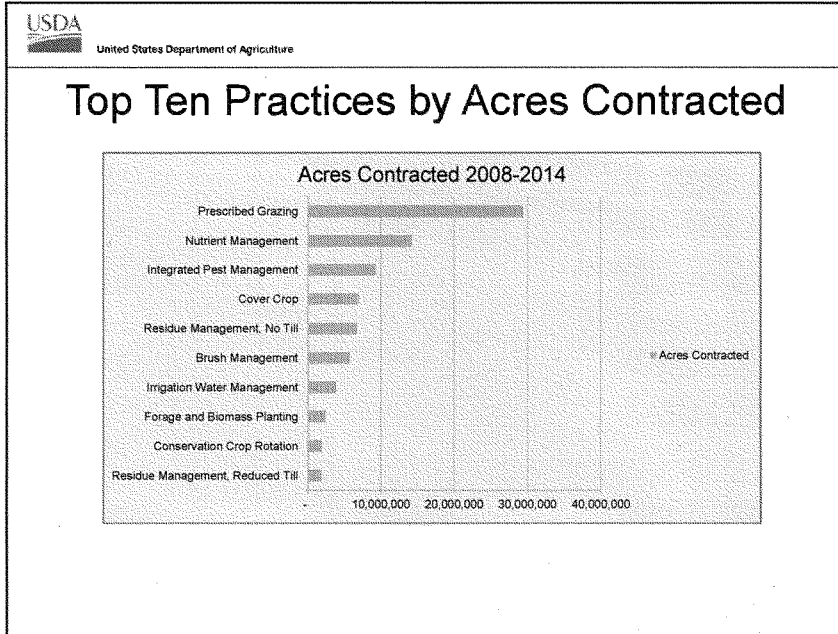 USDA
United States Department of Agriculture
Top Ten Practices by Acres Contracted
Acres Contracted 2008-2014
Prescribed Grazing
Nutrient Management
Integrated Pest Management
Cover Crop
Residue Management, No Till
Brush Management
Irrigation Water Management
Forage and Biomass Planting
Conservation Crop Rotation
Residue Management, Reduced Till
- 10,000,000 20,000,000 30,000,000 40,000,000
Acres Contracted